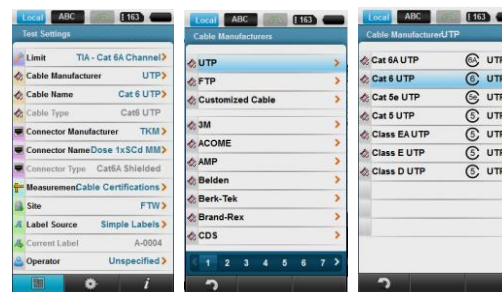 Local ABC 163
Test Settings
Limit TIA - Cat 6A Channel
Cable Manufacturer UTP
Cable Name Cat 6 UTP
Cable Type Cat6 UTP
Connector Manufacturer TKM
Connector Name Dose 1xSCd MM
Connector Type Cat6A Shielded
Measuremen Cable Certifications
Site FTW
Label Source Simple Labels
Current Label A-0004
Operator Unspecified
i
Local ABC 163
Cable Manufacturers
UTP
FTP
Customized Cable
3M
ACOME
AMP
Belden
Berk-Tek
Brand-Rex
CDS
1 2 3 4 5 6 7
Local ABC 163
Cable ManufacturerUTP
Cat 6A UTP 6A UTP
Cat 6 UTP 6 UTP
Cat 5e UTP 5e UTP
Cat 5 UTP 5 UTP
Class EA UTP UTP
Class E UTP UTP
Class D UTP UTP